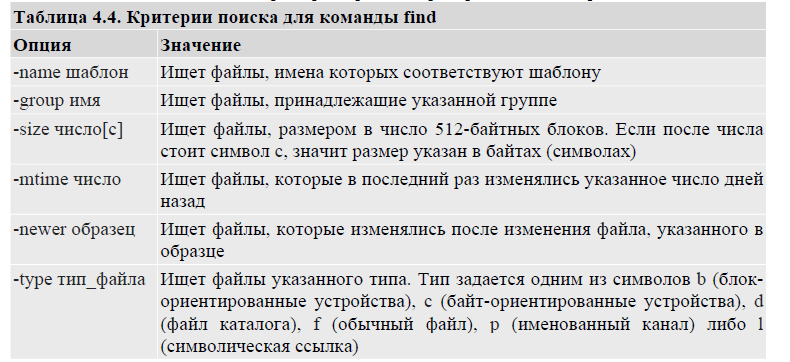 Таблица 4.4. Критерии поиска для команды find
Опция Значение
-name шаблон Ищет файлы, имена которых соответствуют шаблону
-group имя Ищет файлы, принадлежащие указанной группе
-size число[c] Ищет файлы, размером в число 512-байтных блоков. Если после числа
стоит символ с, значит размер указан в байтах (символах)
-mtime число Ищет файлы, которые в последний раз изменялись указанное число дней
назад
-newer образец Ищет файлы, которые изменялись после изменения файла, указанного в
образце
-type тип_файла Ищет файлы указанного типа. Тип задается одним из символов b (блок-
ориентированные устройства), c (байт-ориентированные устройства), d
(файл каталога), f (обычный файл), p (именованный канал) либо l
(символическая ссылка)